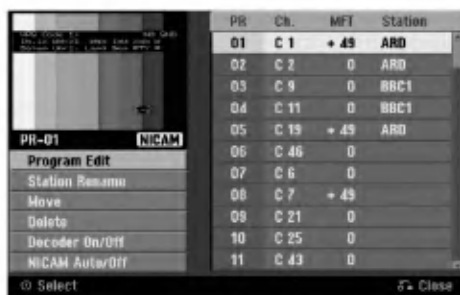 PR Ch. MFT Station
01 C 1 + 49 ARD
02 C 2 0 ARD
03 C 9 0 BBC1
04 C 11 0 BBC1
05 C 19 + 49 ARD
06 C 46 0
07 C 6 0
08 C 7 + 49
09 C 21 0
10 C 25 0
11 C 43 0
PR-01 NICAM
Program Edit
Station Rename
Move
Delete
Decoder On/Off
NICAM Auto/Off
Select
Close